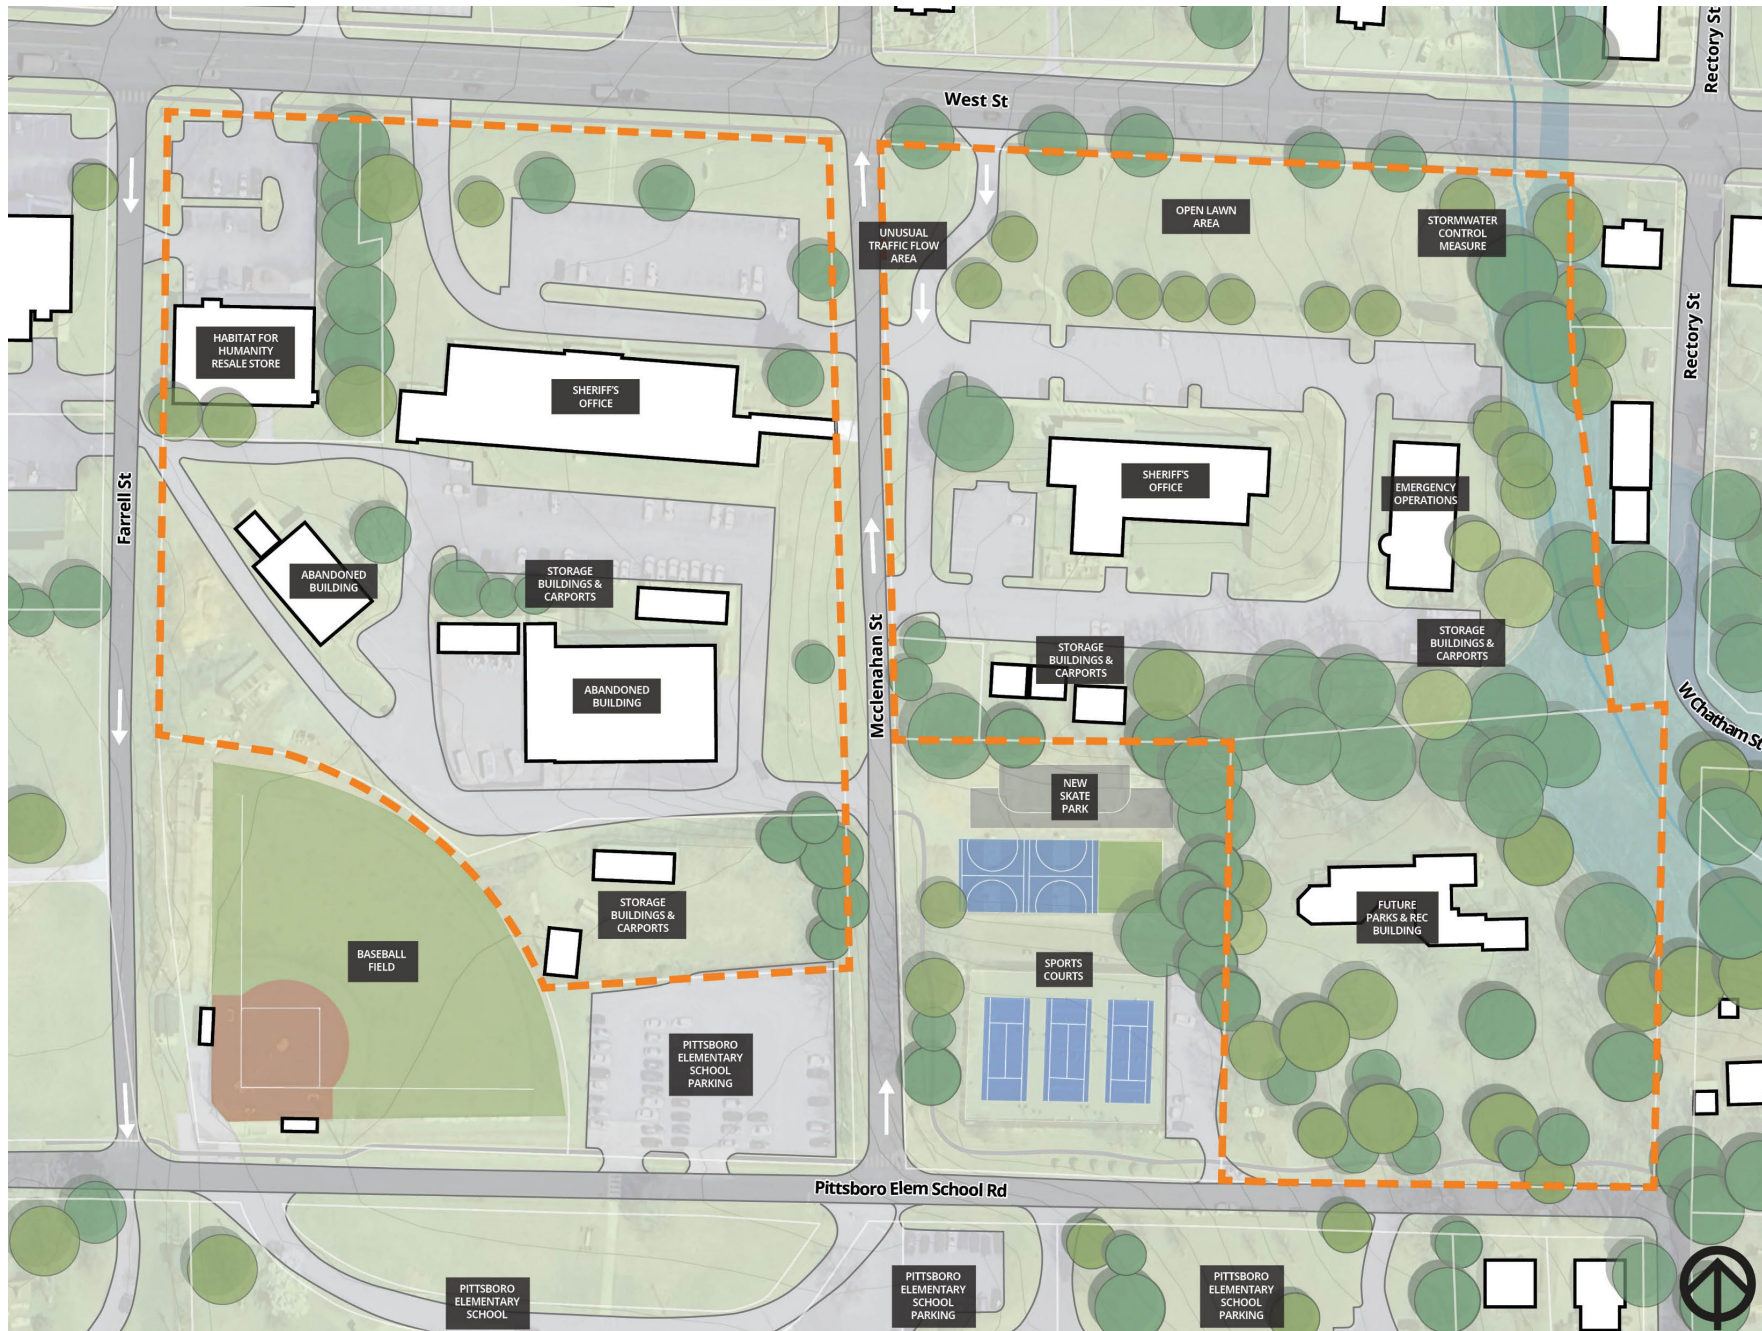 Rectory St
West St
OPEN LAWN
AREA
STORMWATER
CONTROL
MEASURE
UNUSUAL
TRAFFIC FLOW
AREA
HABITAT FOR
HUMANITY
RESALE STORE
SHERIFF'S
OFFICE
Rectory St
Farrell St
SHERIFF'S
OFFICE
EMERGENCY
OPERATIONS
ABANDONED
BUILDING
STORAGE
BUILDINGS &
CARPORTS
Mcclenahan St
STORAGE
BUILDINGS &
CARPORTS
STORAGE
BUILDINGS &
CARPORTS
ABANDONED
BUILDING
W Chatham St
NEW
SKATE
PARK
STORAGE
BUILDINGS &
CARPORTS
FUTURE
PARKS & REC
BUILDING
BASEBALL
FIELD
SPORTS
COURTS
PITTSBORO
ELEMENTARY
SCHOOL
PARKING
Pittsboro Elem School Rd
PITTSBORO
ELEMENTARY
SCHOOL
PITTSBORO
ELEMENTARY
SCHOOL
PARKING
PITTSBORO
ELEMENTARY
SCHOOL
PARKING